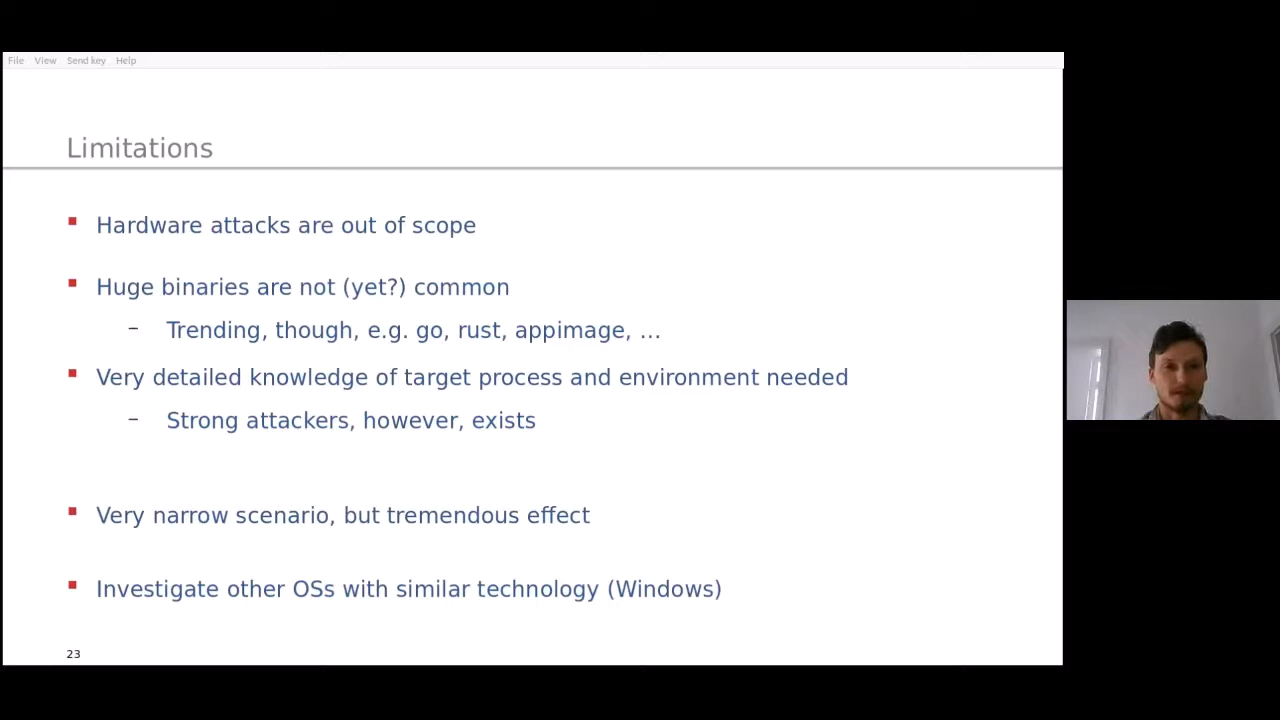 File View Send key Help
Limitations
Hardware attacks are out of scope
Huge binaries are not (yet?) common
– Trending, though, e.g. go, rust, appimage, ...
Very detailed knowledge of target process and environment needed
– Strong attackers, however, exists
Very narrow scenario, but tremendous effect
Investigate other OSs with similar technology (Windows)
23